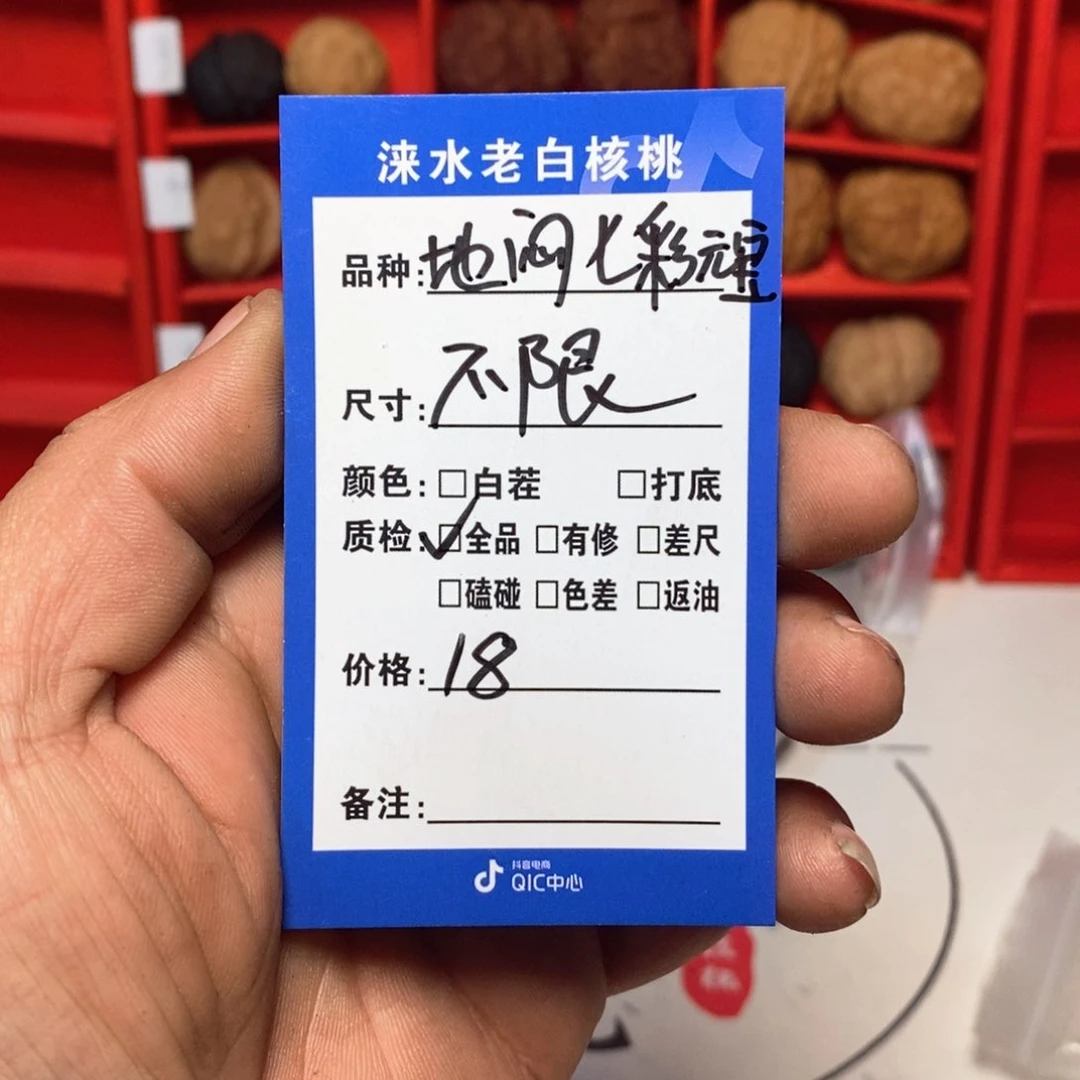 涞水老白核桃
品种:地闷七彩元豆
尺寸:不限
颜色:□白茬 □打底
质检:☑全品 □有修 □差尺
□磕碰 □色差 □返油
价格:18
备注:
抖音电商
QIC中心